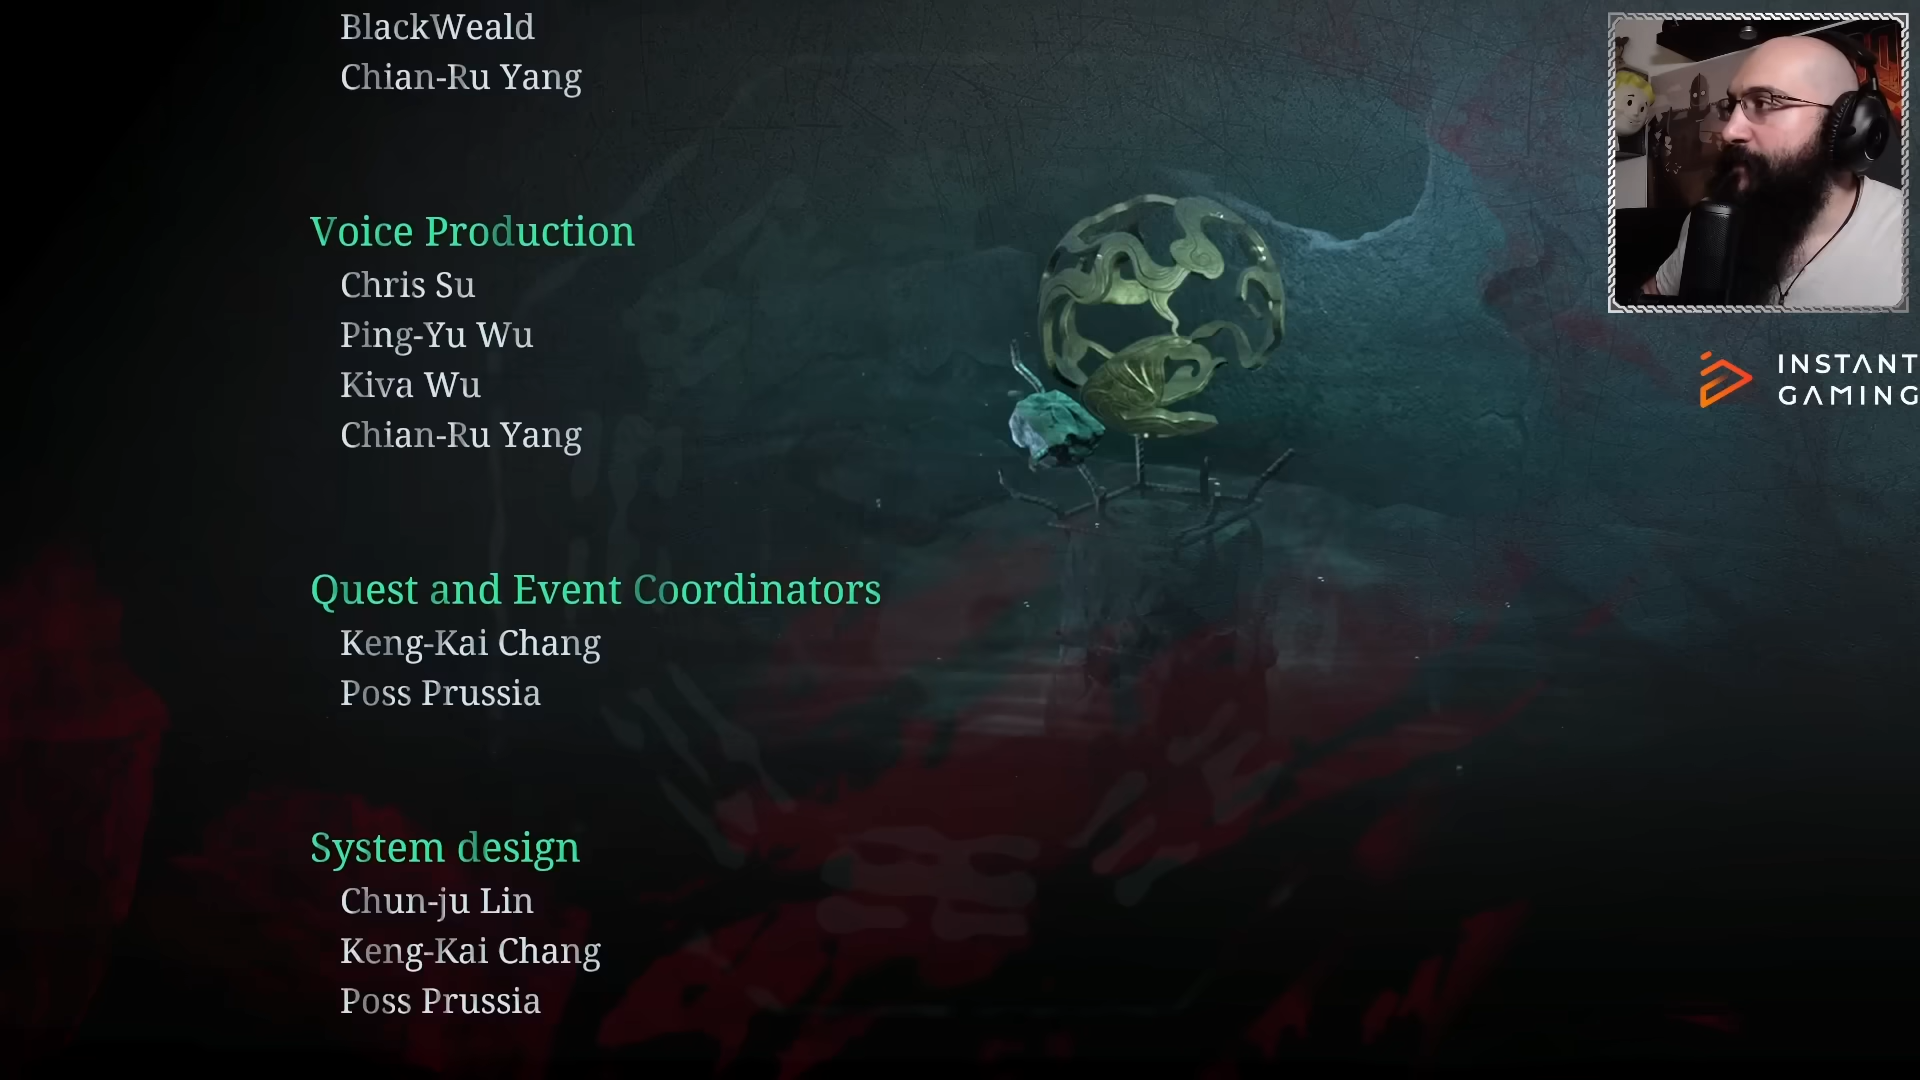 BlackWeald
Chian-Ru Yang
Voice Production
Chris Su
Ping-Yu Wu
Kiva Wu
Chian-Ru Yang
Quest and Event Coordinators
Keng-Kai Chang
Poss Prussia
System design
Chun-ju Lin
Keng-Kai Chang
Poss Prussia
INSTANT
GAMING